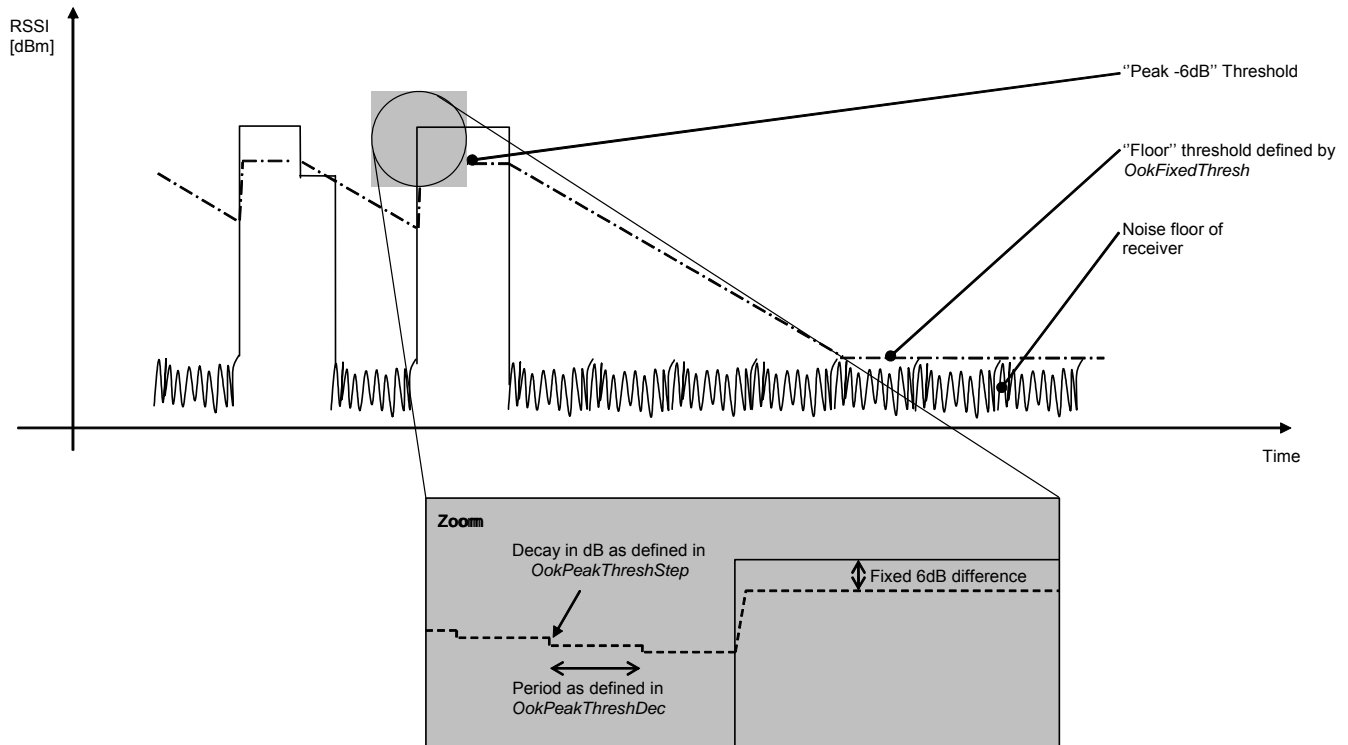 RSSI
[dBm]
‘’Peak -6dB’’ Threshold
‘’Floor’’ threshold defined by
OokFixedThresh
Noise floor of
receiver
Time
Zoom
Decay in dB as defined in
OokPeakThreshStep
Fixed 6dB difference
Period as defined in
OokPeakThreshDec